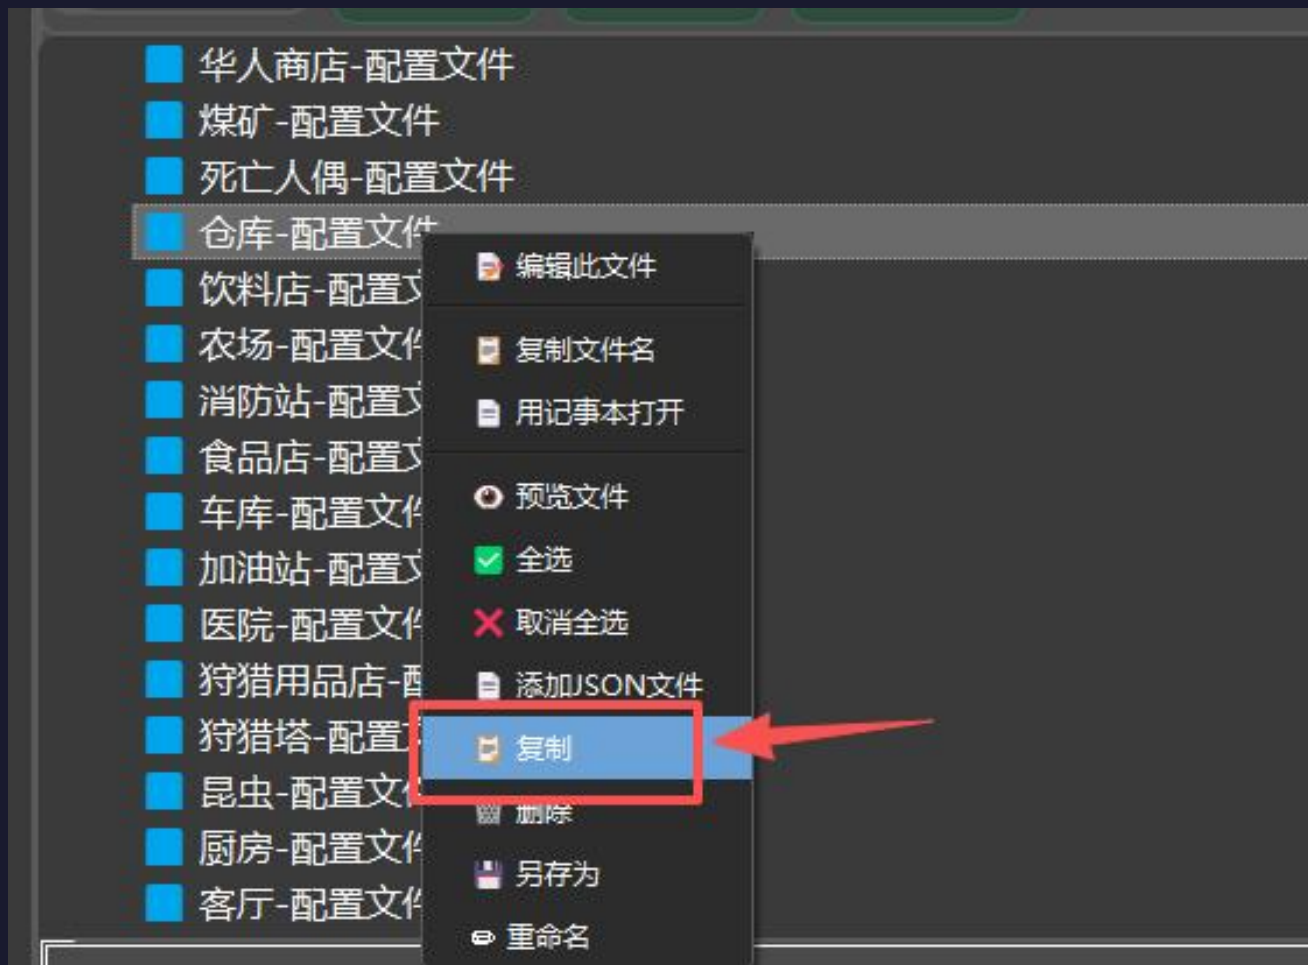 华人商店-配置文件
煤矿-配置文件
死亡人偶-配置文件
仓库-配置文件
饮料店-配置文
农场-配置文件
消防站-配置文
食品店-配置文
车库-配置文件
加油站-配置文
医院-配置文件
狩猎用品店-配
狩猎塔-配置文
昆虫-配置文件
厨房-配置文件
客厅-配置文件
编辑此文件
复制文件名
用记事本打开
预览文件
全选
取消全选
添加JSON文件
复制
删除
另存为
重命名